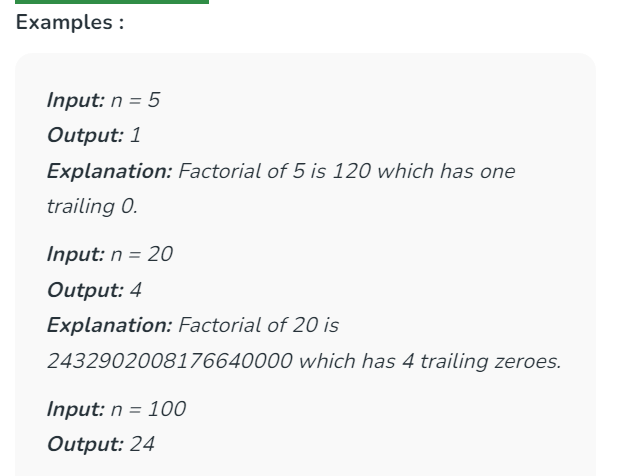 Examples :
Input: n = 5
Output: 1
Explanation: Factorial of 5 is 120 which has one
trailing 0.
Input: n = 20
Output: 4
Explanation: Factorial of 20 is
2432902008176640000 which has 4 trailing zeroes.
Input: n = 100
Output: 24